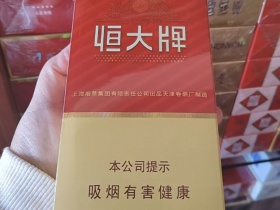 恒大牌
上海烟草集团有限责任公司出品天津卷烟厂制造
本公司提示
吸烟有害健康